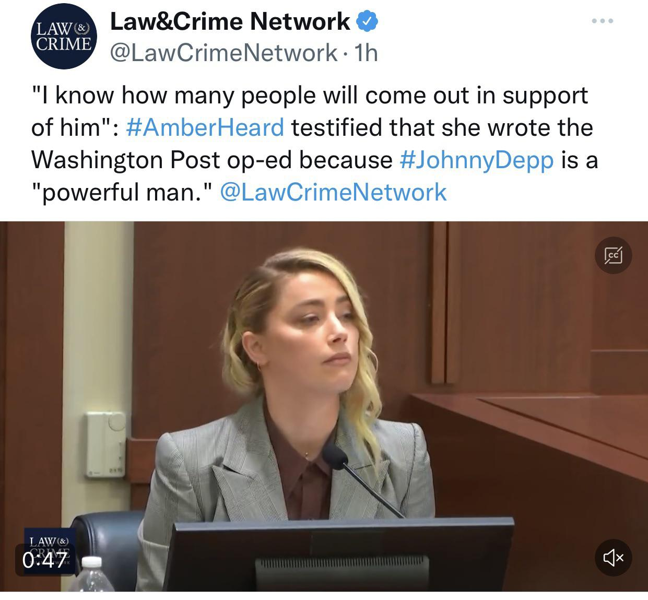 LAW &
CRIME
Law&Crime Network
@LawCrimeNetwork · 1h
"I know how many people will come out in support
of him": #AmberHeard testified that she wrote the
Washington Post op-ed because #JohnnyDepp is a
"powerful man." @LawCrimeNetwork
CC
LAW &
CRIME
0:47